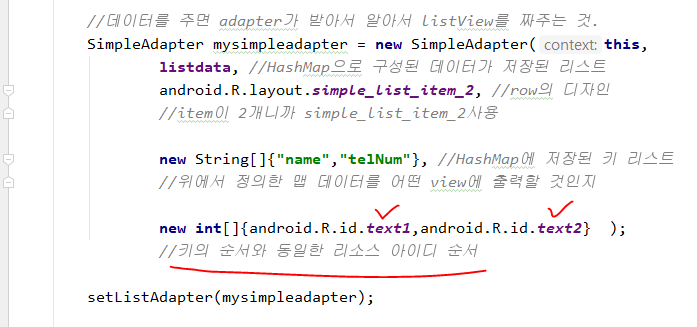 //데이터를 주면 adapter가 받아서 알아서 listView를 짜주는 것.
SimpleAdapter mysimpleadapter = new SimpleAdapter( context: this,
listdata, //HashMap으로 구성된 데이터가 저장된 리스트
android.R.layout.simple_list_item_2, //row의 디자인
//item이 2개니까 simple_list_item_2사용
new String[]{"name","telNum"}, //HashMap에 저장된 키 리스트
//위에서 정의한 맵 데이터를 어떤 view에 출력할 것인지
new int[]{android.R.id.text1,android.R.id.text2}  );
//키의 순서와 동일한 리소스 아이디 순서
setListAdapter(mysimpleadapter);